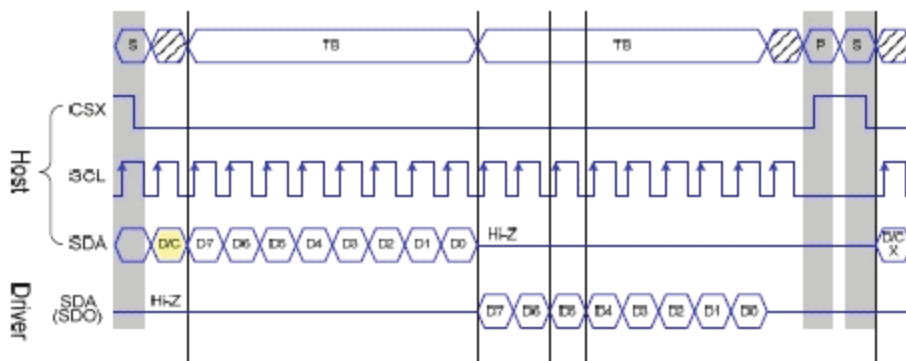 S TB TB P S
Host
CSX
SCL
SDA D/C D7 D6 D5 D4 D3 D2 D1 D0 Hi-Z D/C
X
Driver
SDA
(SDO) Hi-Z D7 D6 D5 D4 D3 D2 D1 D0